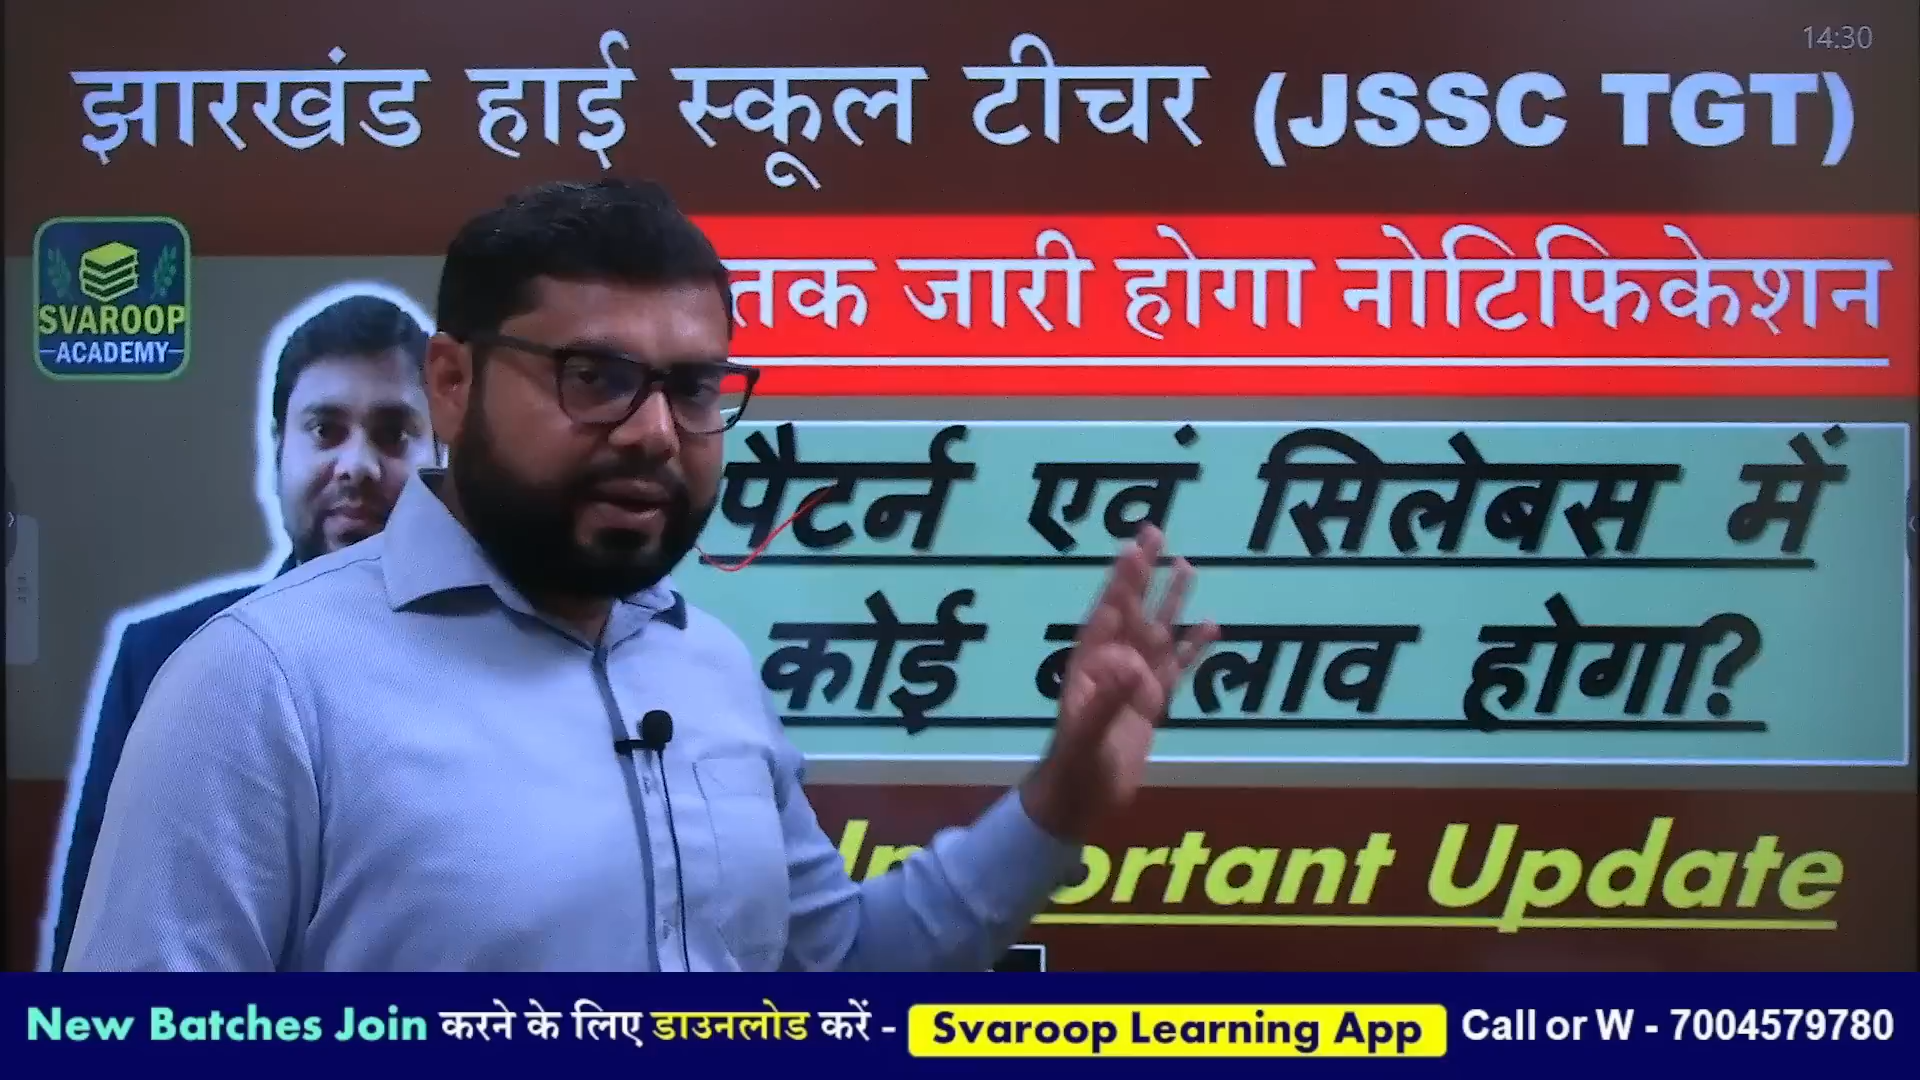 14:30
झारखंड हाई स्कूल टीचर (JSSC TGT)
तक जारी होगा नोटिफिकेशन
SVAROOP
ACADEMY
पैटर्न एवं सिलेबस में
कोई होगा?
Update
New Batches Join करने के लिए डाउनलोड करें - Svaroop Learning App Call or W - 7004579780